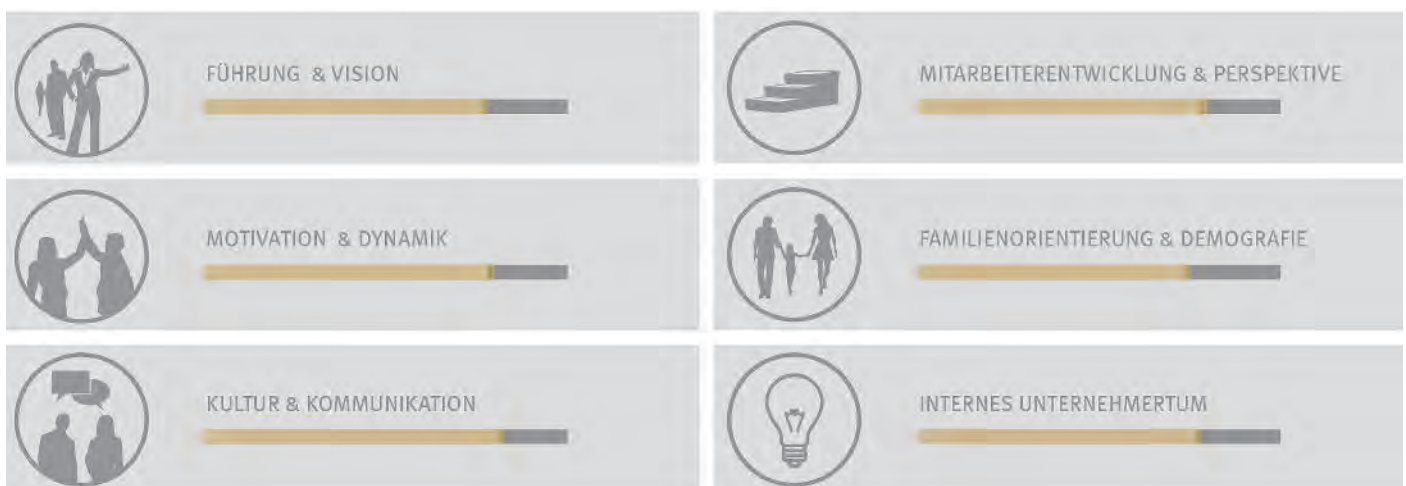 FÜHRUNG & VISION
MITARBEITERENTWICKLUNG & PERSPEKTIVE
MOTIVATION & DYNAMIK
FAMILIENORIENTIERUNG & DEMOGRAFIE
KULTUR & KOMMUNIKATION
INTERNES UNTERNEHMERTUM